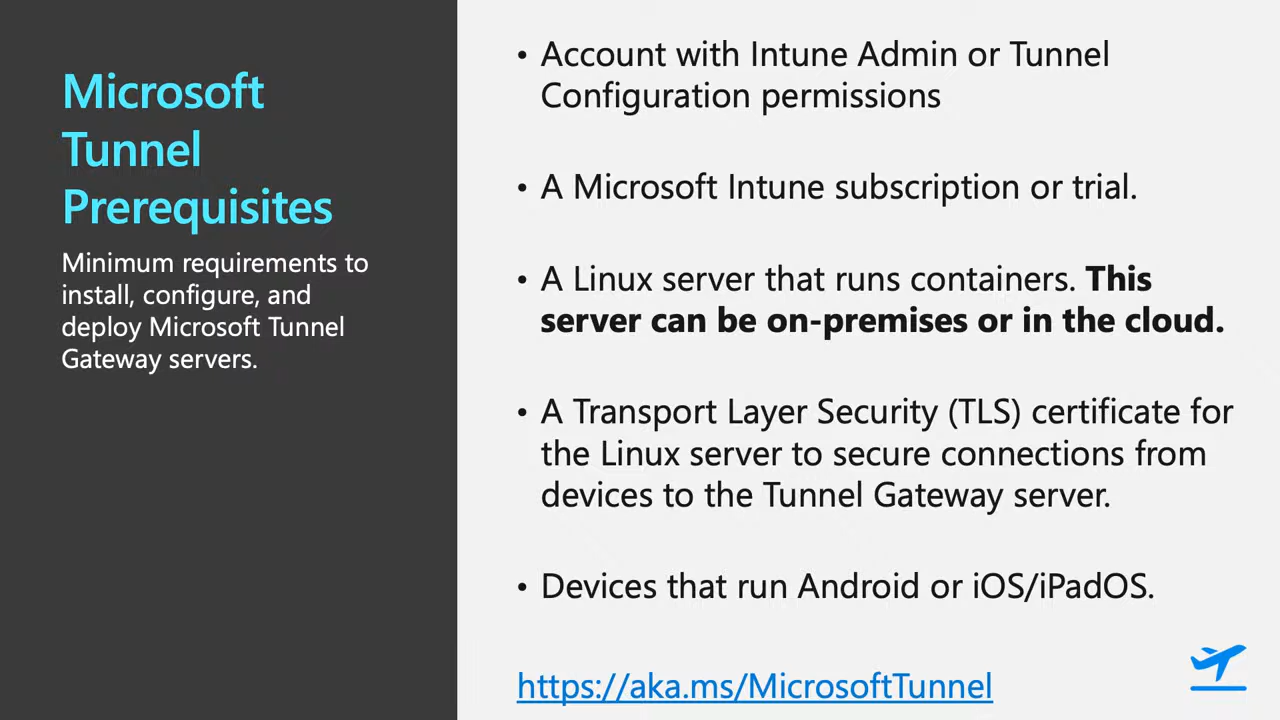 Microsoft
Tunnel
Prerequisites
Minimum requirements to
install, configure, and
deploy Microsoft Tunnel
Gateway servers.
• Account with Intune Admin or Tunnel
Configuration permissions
• A Microsoft Intune subscription or trial.
• A Linux server that runs containers. This
server can be on-premises or in the cloud.
• A Transport Layer Security (TLS) certificate for
the Linux server to secure connections from
devices to the Tunnel Gateway server.
• Devices that run Android or iOS/iPadOS.
https://aka.ms/MicrosoftTunnel